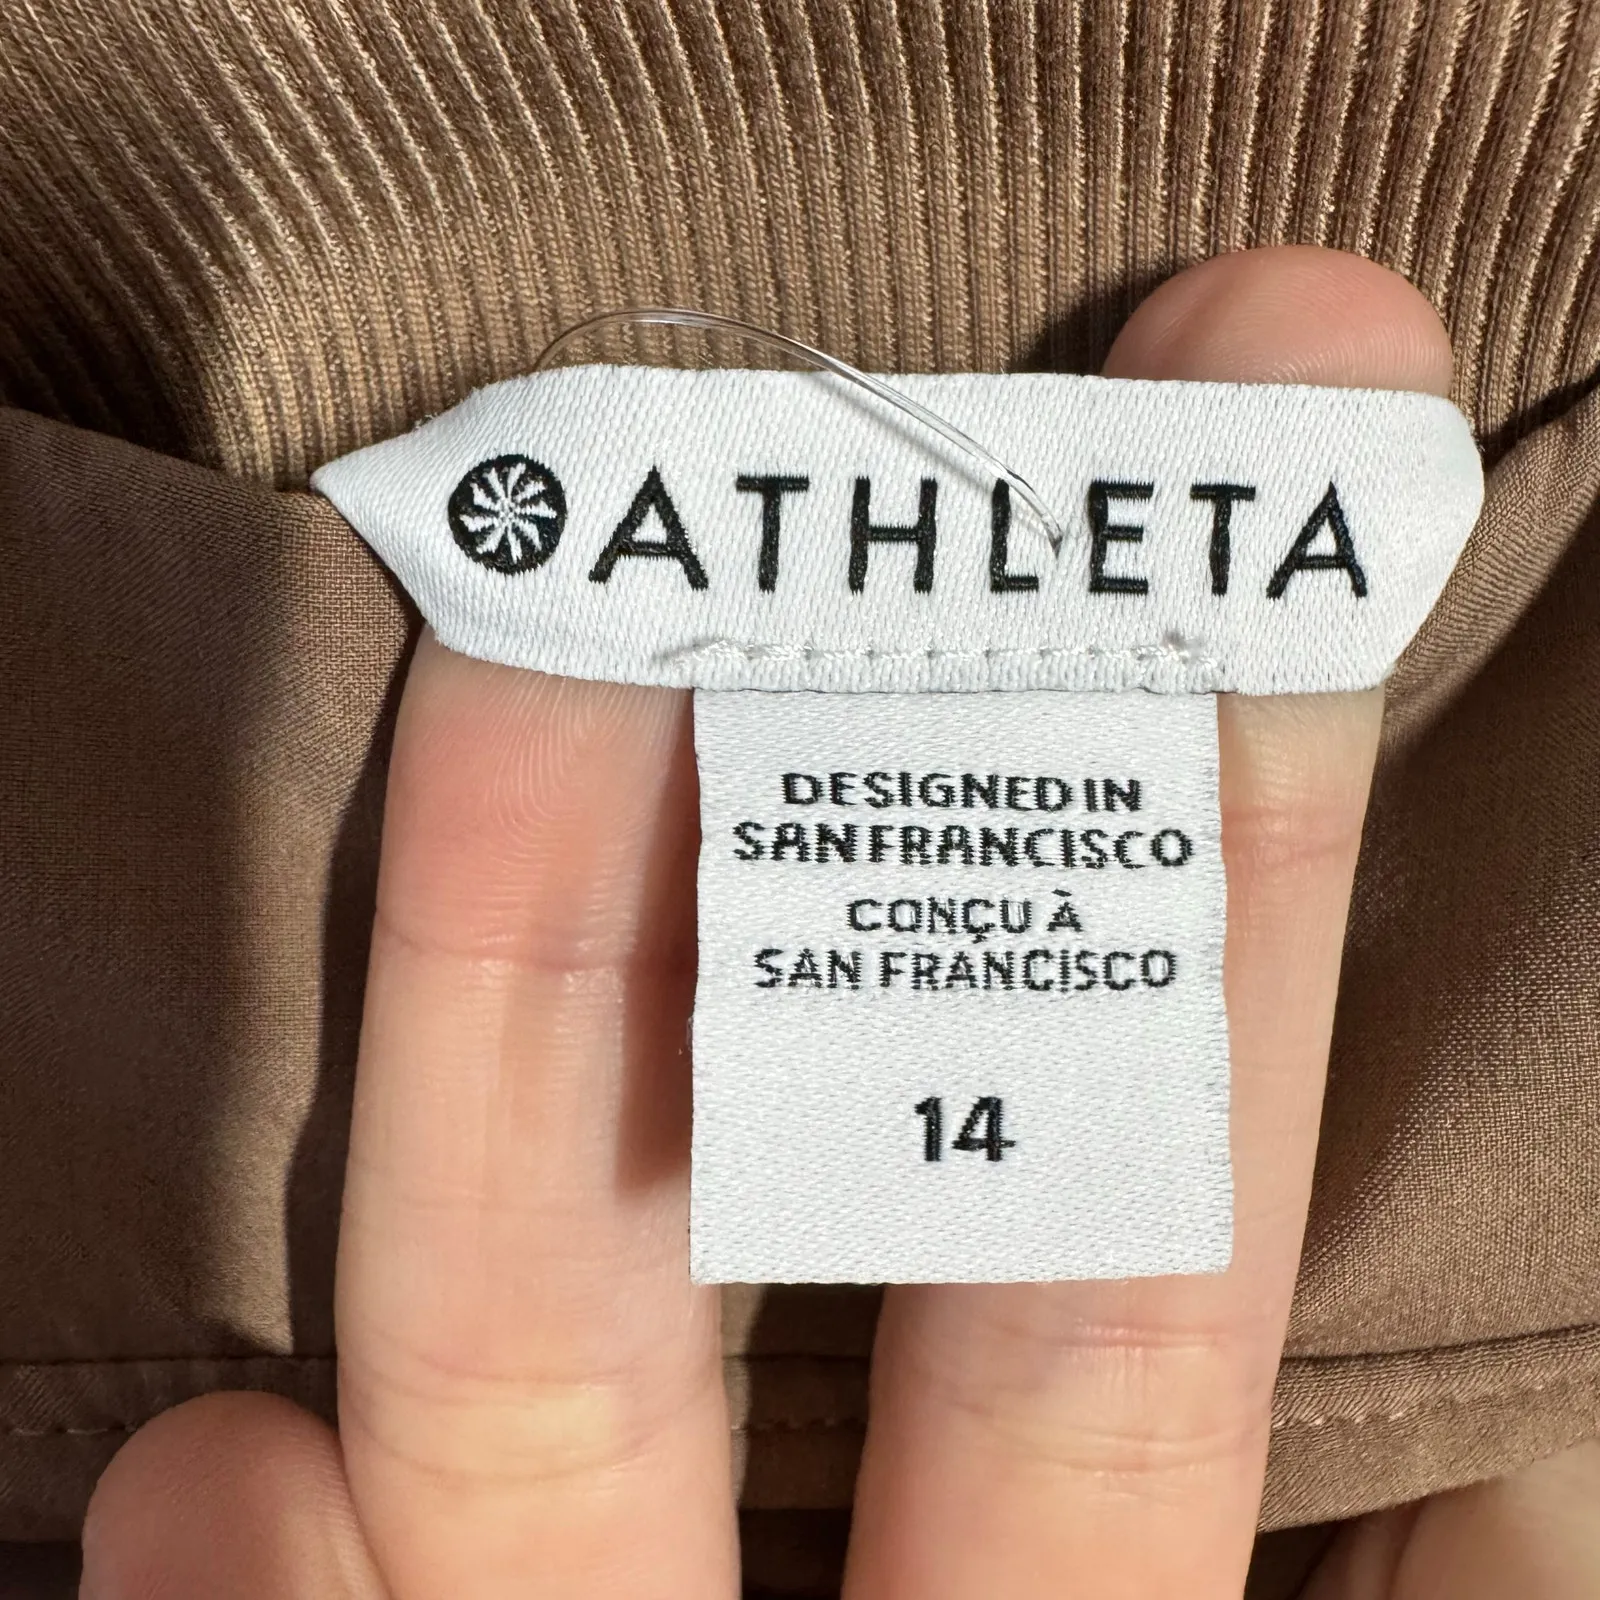 ATHLETA
DESIGNED IN
SAN FRANCISCO
CONÇU À
SAN FRANCISCO
14